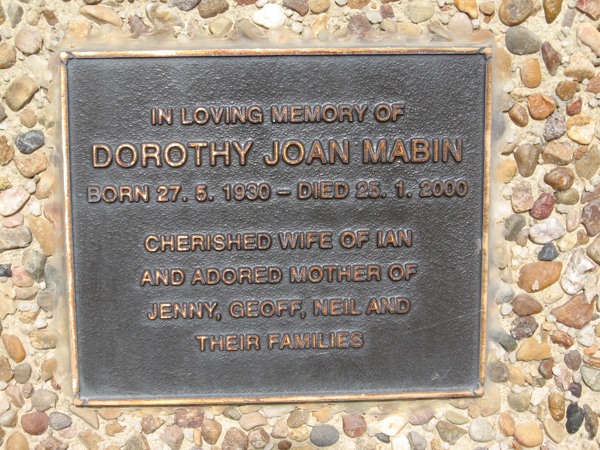 IN LOVING MEMORY OF
DOROTHY JOAN MABIN
BORN 27. 5. 1930 – DIED 25. 1. 2000
CHERISHED WIFE OF IAN
AND ADORED MOTHER OF
JENNY, GEOFF, NEIL AND
THEIR FAMILIES